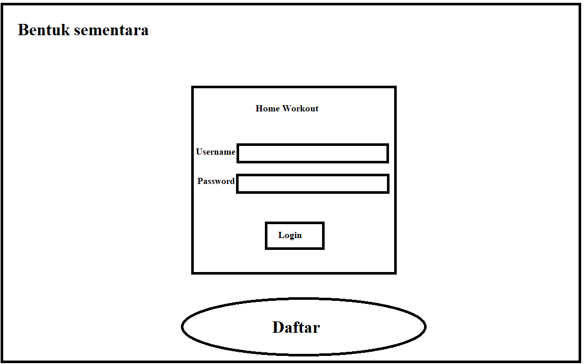 Bentuk sementara
Home Workout
Username
Password
Login
Daftar